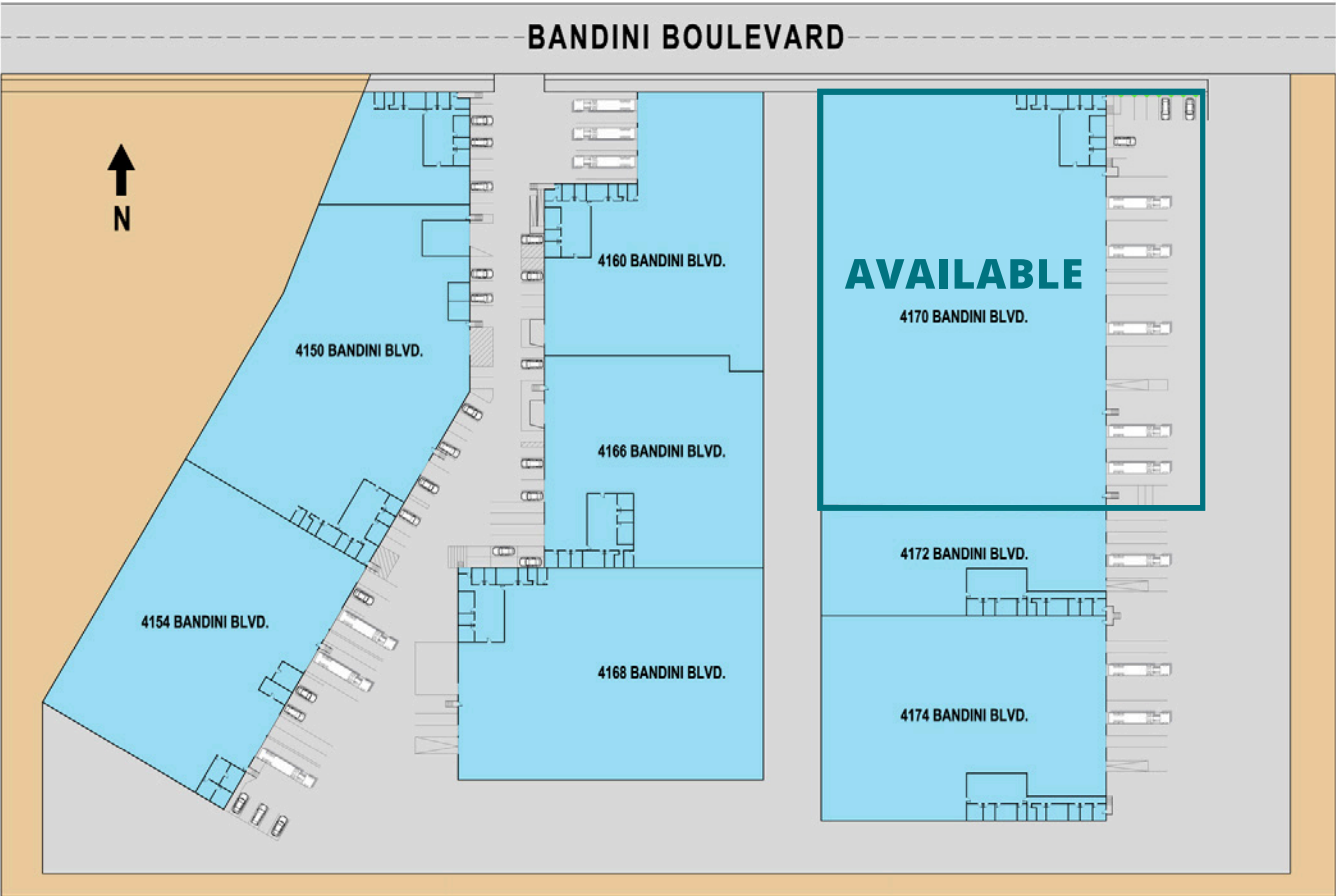 BANDINI BOULEVARD
N
4160 BANDINI BLVD.
AVAILABLE
4170 BANDINI BLVD.
4150 BANDINI BLVD.
4166 BANDINI BLVD.
4172 BANDINI BLVD.
4154 BANDINI BLVD.
4168 BANDINI BLVD.
4174 BANDINI BLVD.